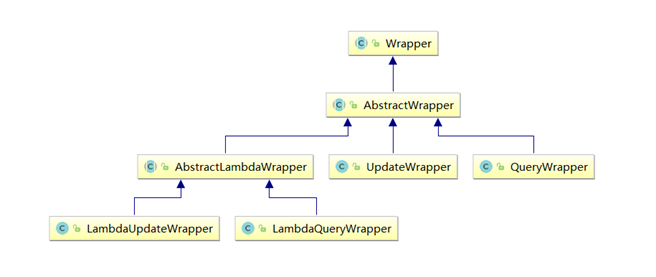 C Wrapper
C AbstractWrapper
C AbstractLambdaWrapper
C UpdateWrapper
C QueryWrapper
C LambdaUpdateWrapper
C LambdaQueryWrapper